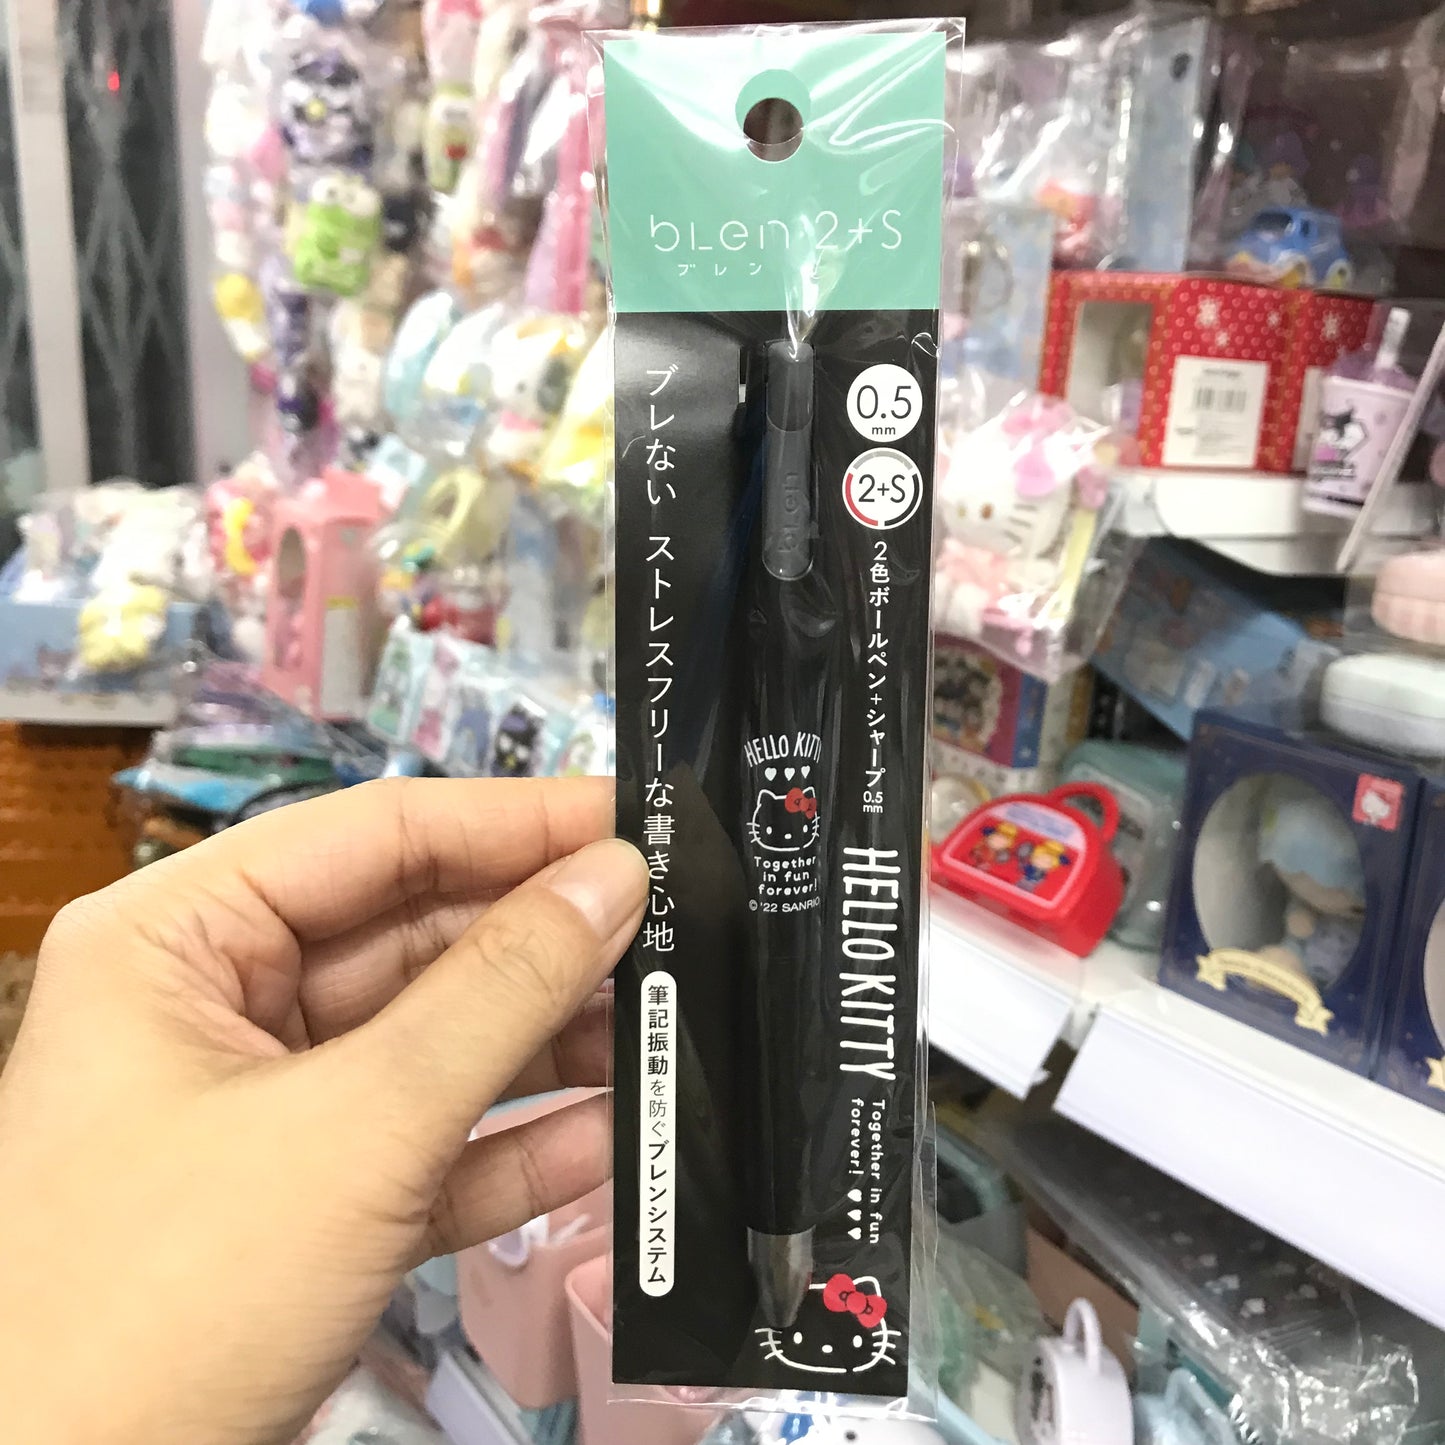 bLen 2+S
ブレン
0.5
mm
2+S
2色ボールペン+シャープ0.5mm
ブレない ストレスフリーな書き心地
筆記振動を防ぐブレンシステム
blen
HELLO KITTY
Together
in fun
forever!
© '22 SANRIO
HELLO KITTY
Together in fun
forever!